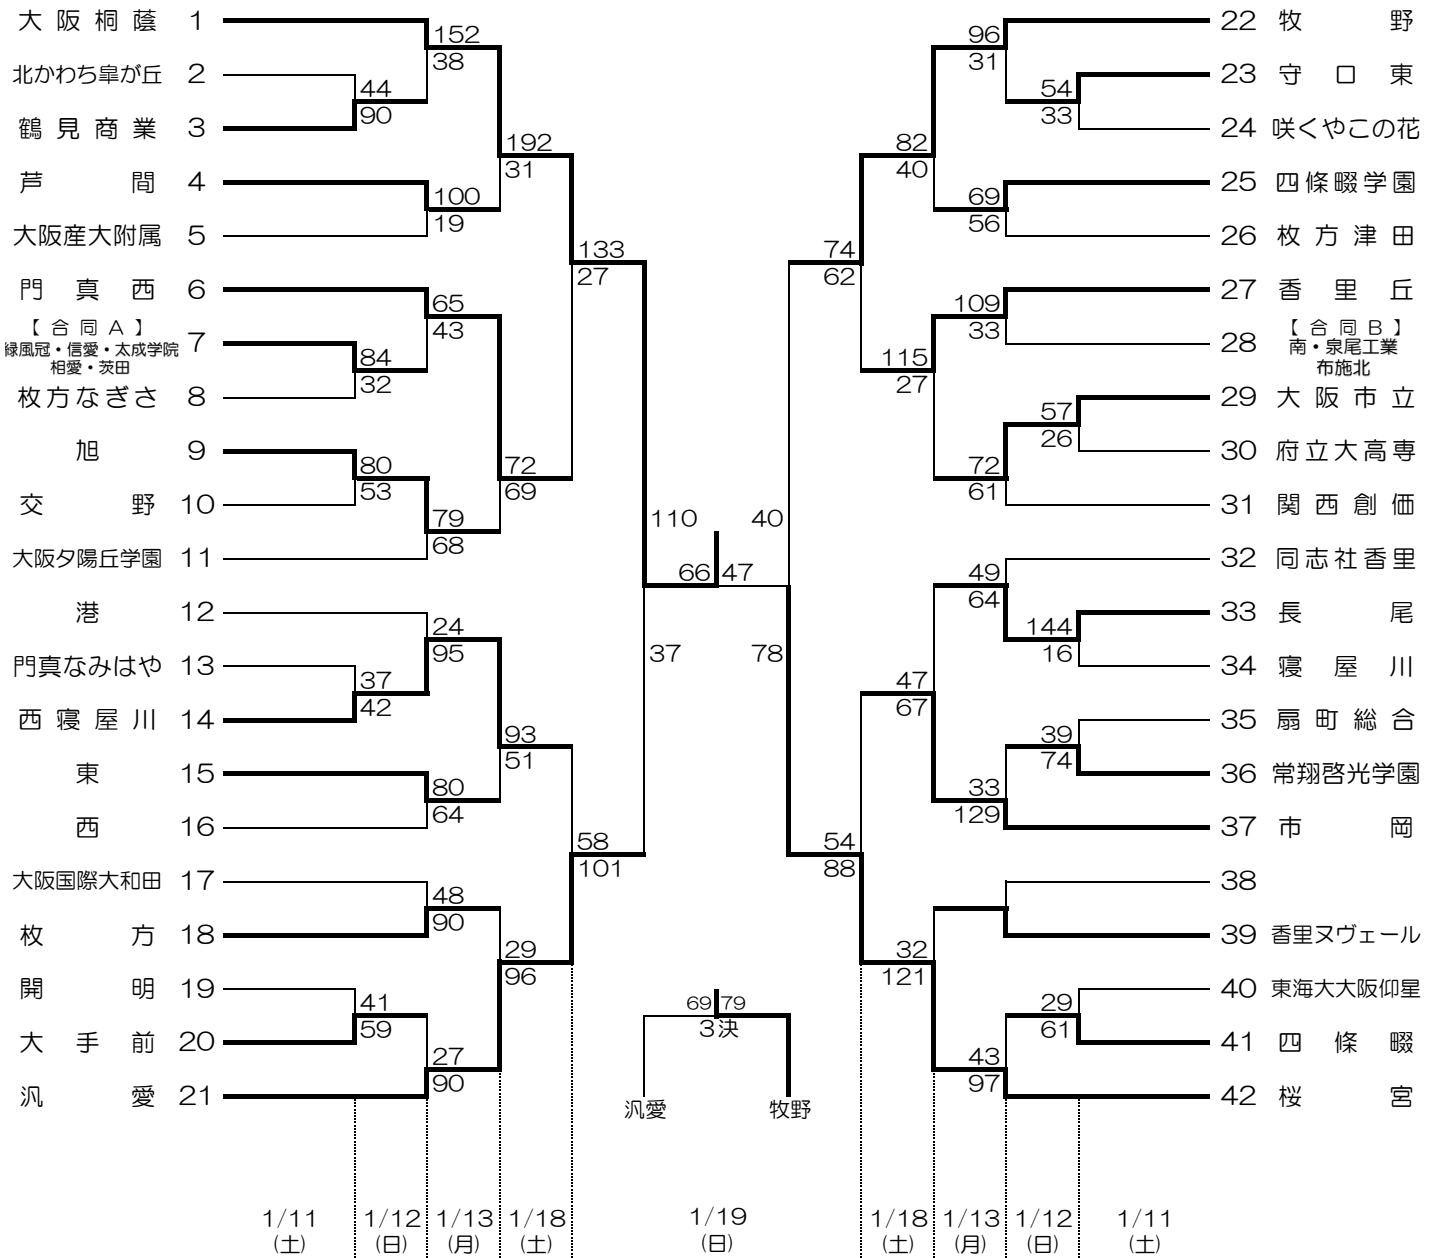 大阪桐蔭 1
北かわち皐が丘 2
鶴見商業 3
芦間 4
大阪産大附属 5
門真西 6
【合同A】
緑風冠・信愛・太成学院 7
相愛・茨田
枚方なぎさ 8
旭 9
交野 10
大阪夕陽丘学園 11
港 12
門真なみはや 13
西寝屋川 14
東 15
西 16
大阪国際大和田 17
枚方 18
開明 19
大手前 20
汎愛 21
152
38
44
90
192
31
100
19
133
27
65
43
84
32
72
69
80
53
79
68
24
95
37
42
93
51
80
64
58
101
48
90
29
96
41
59
27
90
110
40
66 47
37
78
69 79
3決
汎愛
牧野
96
31
54
33
82
40
69
56
74
62
109
33
115
27
57
26
72
61
49
64
144
16
47
67
39
74
33
129
54
88
32
121
29
61
43
97
22 牧野
23 守口東
24 咲くやこの花
25 四條畷学園
26 枚方津田
27 香里丘
【合同B】
28 南・泉尾工業
布施北
29 大阪市立
30 府立大高専
31 関西創価
32 同志社香里
33 長尾
34 寝屋川
35 扇町総合
36 常翔啓光学園
37 市岡
38
39 香里ヌヴェール
40 東海大大阪仰星
41 四條畷
42 桜宮
1/11 1/12 1/13 1/18 1/19 1/18 1/13 1/12 1/11
(土) (日) (月) (土) (日) (土) (月) (日) (土)